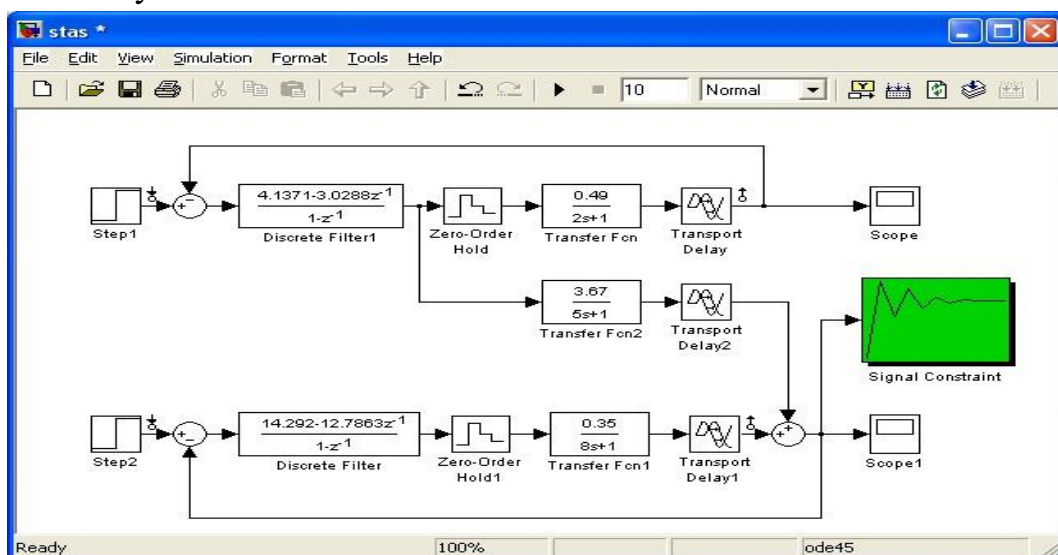 stas *
File Edit View Simulation Format Tools Help
10 Normal
Step1
+ −
4.1371-3.0288z-1
1-z-1
Discrete Filter1
Zero-Order
Hold
0.49
2s+1
Transfer Fcn
Transport
Delay
Scope
3.67
5s+1
Transfer Fcn2
Transport
Delay2
Signal Constraint
Step2
+ −
14.292-12.7863z-1
1-z-1
Discrete Filter
Zero-Order
Hold1
0.35
8s+1
Transfer Fcn1
Transport
Delay1
+ +
Scope1
Ready 100% ode45